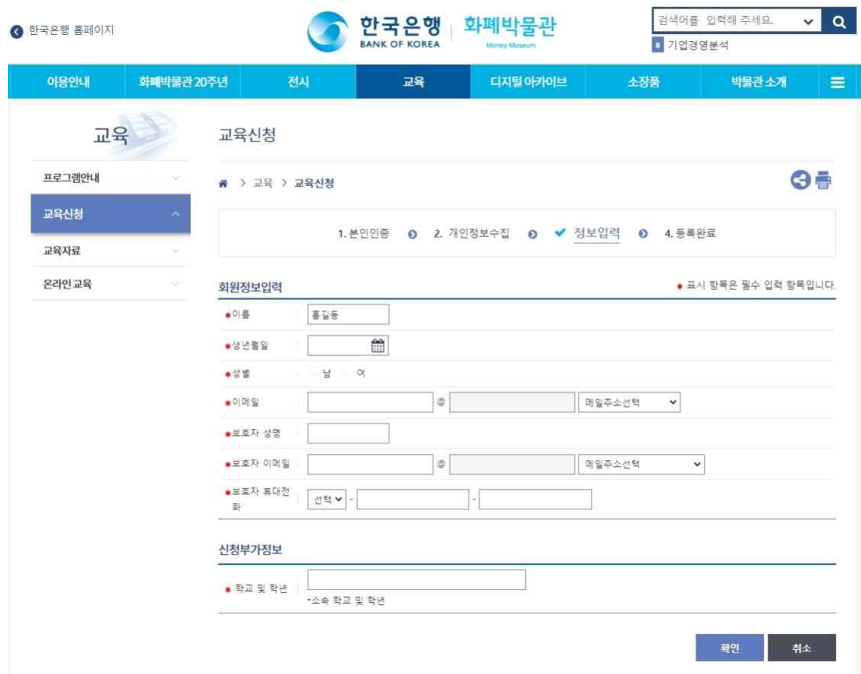 한국은행 홈페이지
한국은행
BANK OF KOREA
화폐박물관
Money Museum
검색어를 입력해 주세요.
기업경영분석
이용안내 화폐박물관 20주년 전시 교육 디지털 아카이브 소장품 박물관 소개
교육
프로그램안내
교육신청
교육자료
온라인 교육
교육신청
> 교육 > 교육신청
1. 본인인증 2. 개인정보수집 정보입력 4. 등록완료
회원정보입력
* 표시 항목은 필수 입력 항목입니다.
*이름 홍길동
*생년월일
*성별 남 여
*이메일 @ 메일주소선택
*보호자 성명
*보호자 이메일 @ 메일주소선택
*보호자 휴대전
화
선택 - -
신청부가정보
* 학교 및 학년
*소속 학교 및 학년
확인 취소